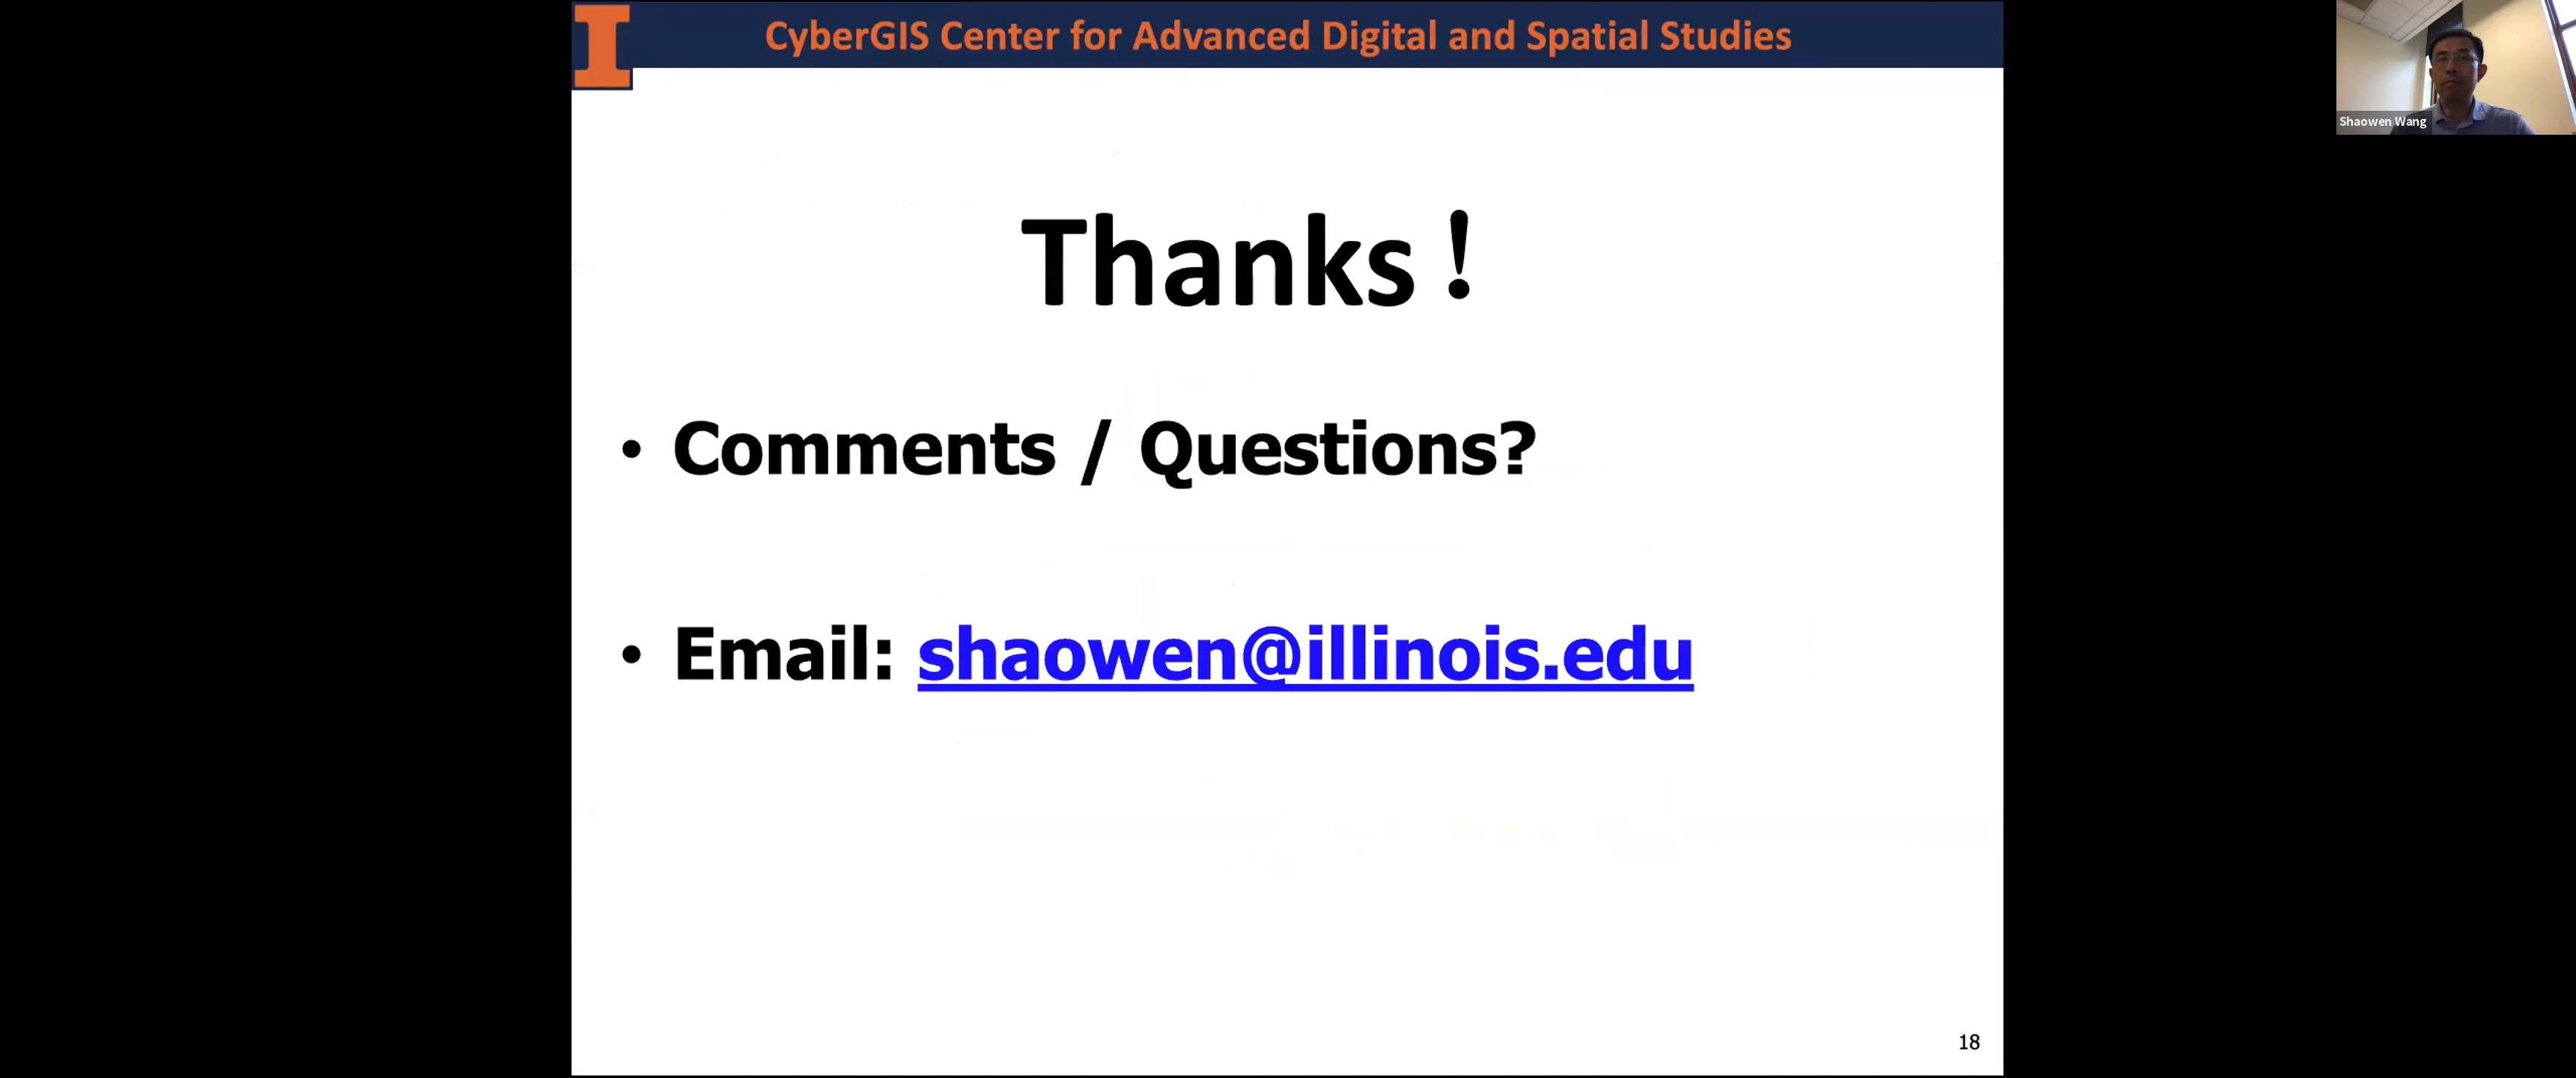 CyberGIS Center for Advanced Digital and Spatial Studies
Shaowen Wang
Thanks!
• Comments / Questions?
• Email: shaowen@illinois.edu
18